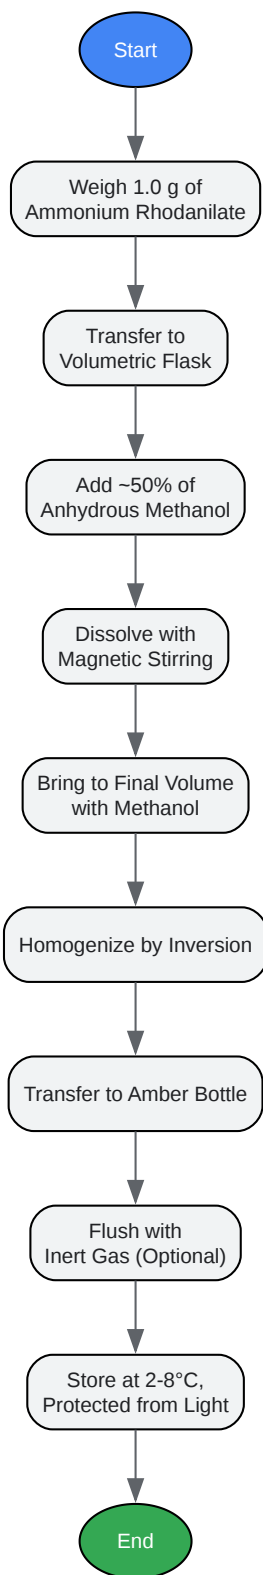 Start
Weigh 1.0 g of
Ammonium Rhodanilate
Transfer to
Volumetric Flask
Add ~50% of
Anhydrous Methanol
Dissolve with
Magnetic Stirring
Bring to Final Volume
with Methanol
Homogenize by Inversion
Transfer to Amber Bottle
Flush with
Inert Gas (Optional)
Store at 2-8°C,
Protected from Light
End